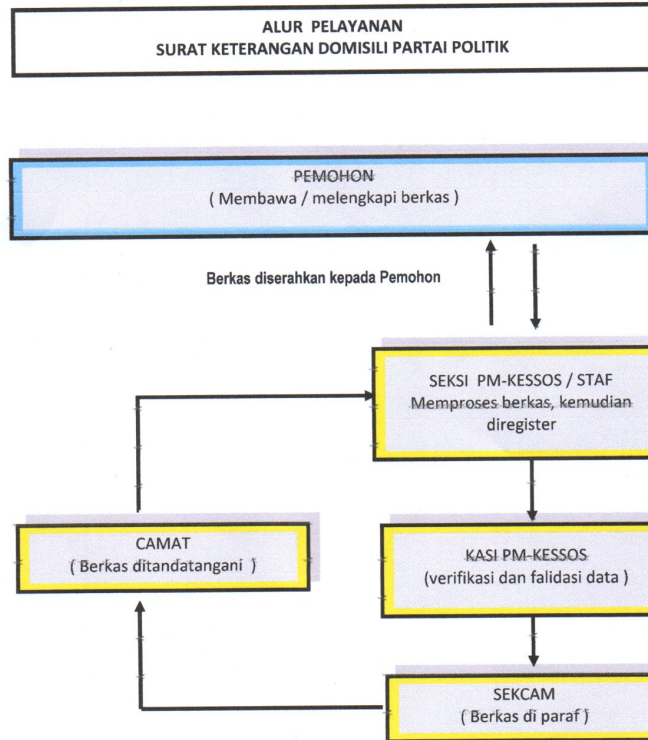 ALUR PELAYANAN
SURAT KETERANGAN DOMISILI PARTAI POLITIK
PEMOHON
( Membawa / melengkapi berkas )
Berkas diserahkan kepada Pemohon
SEKSI PM-KESSOS / STAF
Memproses berkas, kemudian
diregister
CAMAT
( Berkas ditandatangani )
KASI PM-KESSOS
(verifikasi dan falidasi data )
SEKCAM
( Berkas di paraf )